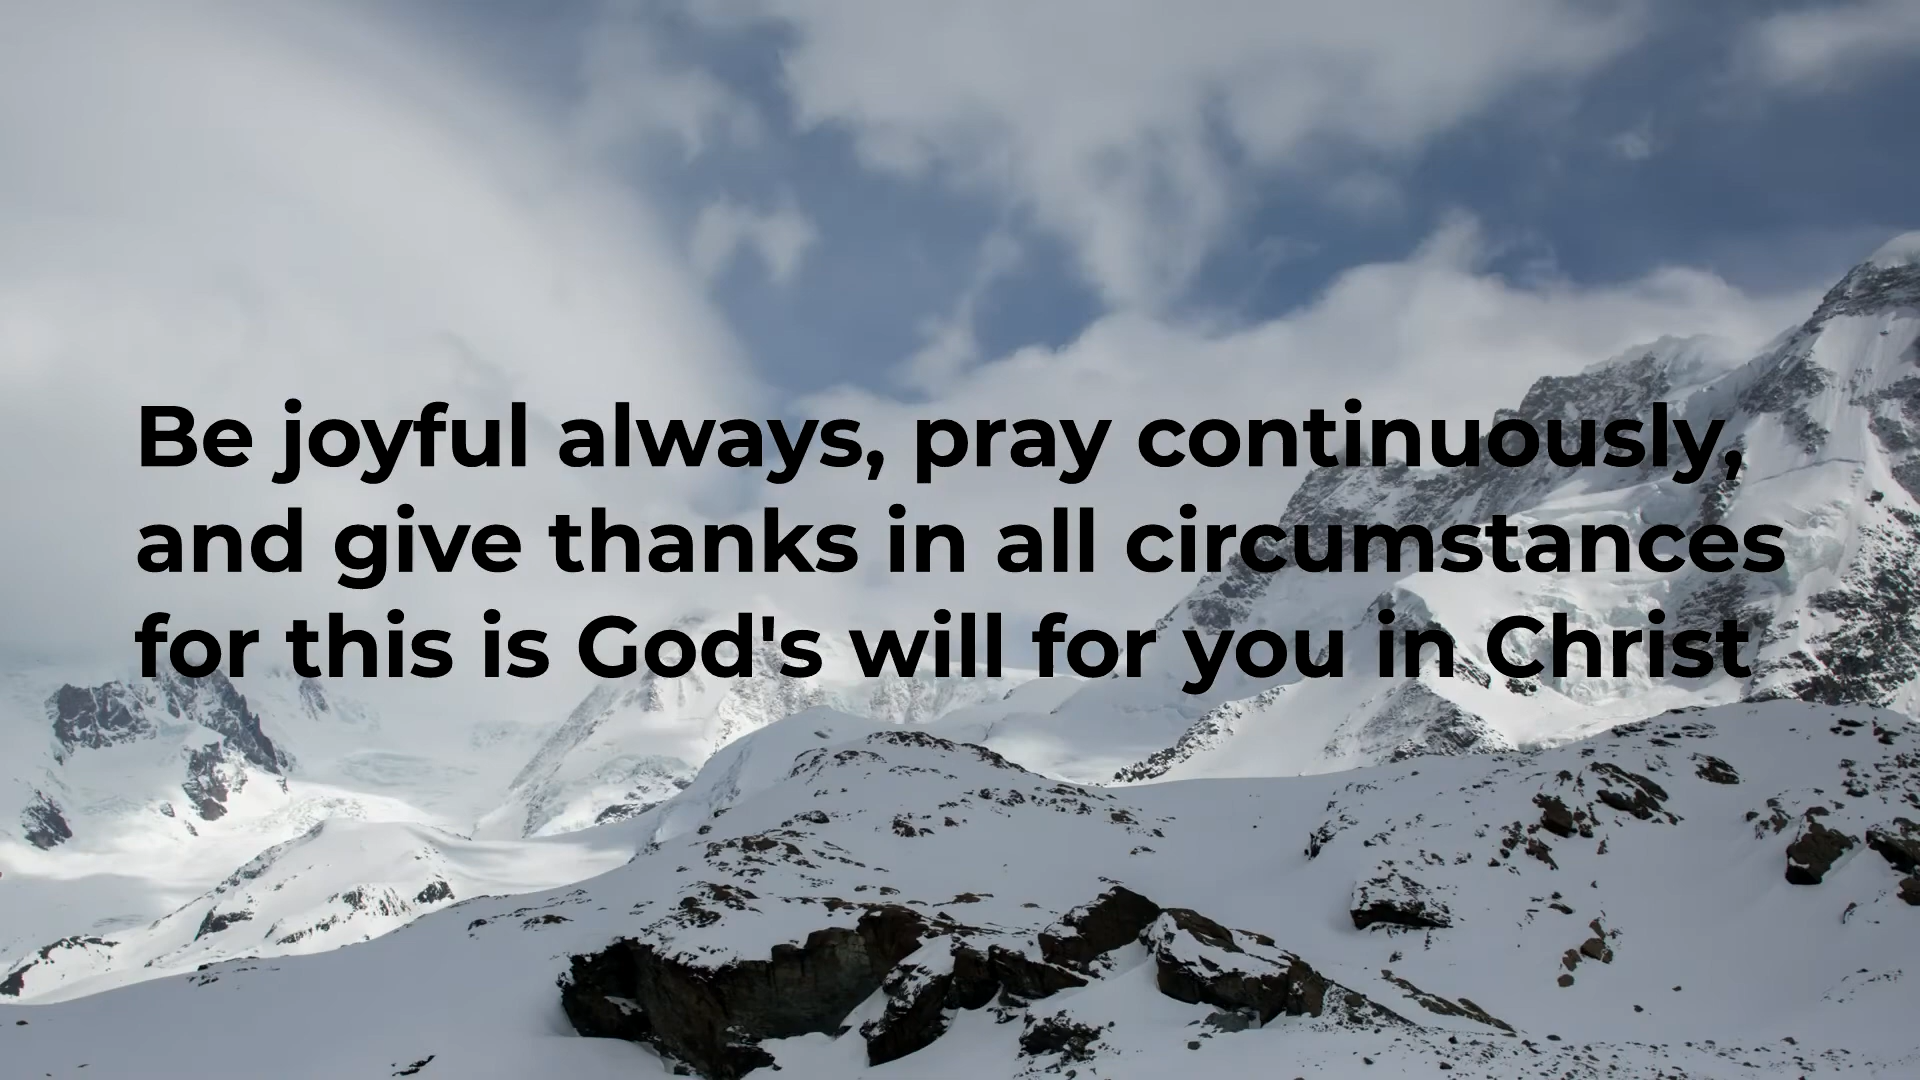 Be joyful always, pray continuously,
and give thanks in all circumstances
for this is God's will for you in Christ